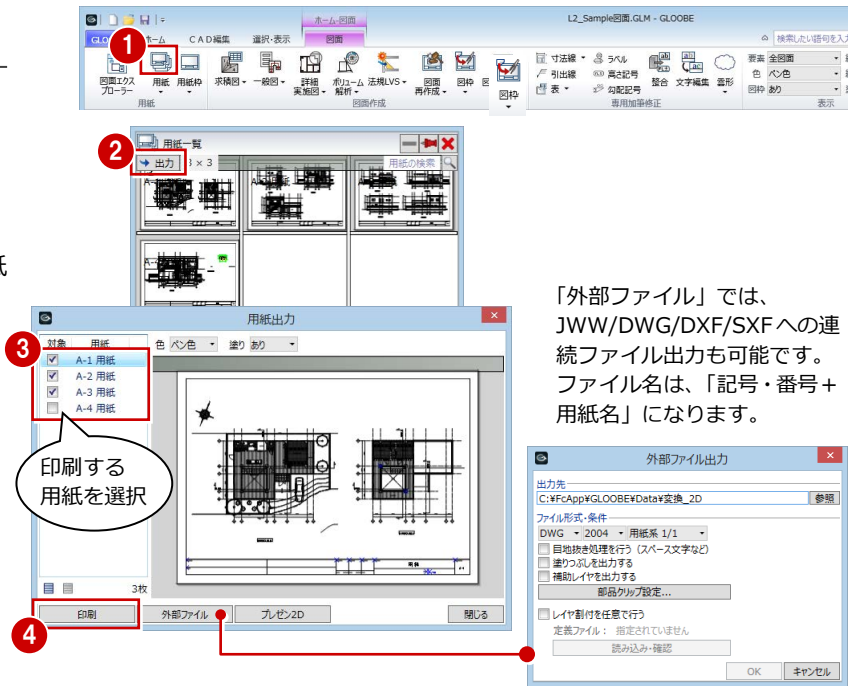 L2_Sample図面.GLM - GLOOBE
ホーム-図面
ホーム CAD編集 選択・表示 図面
検索したい語句を入力
1
図面エクスプローラー
用紙
用紙枠
求積図
一般図
詳細実施図
ボリューム解析
法規LVS
図面再作成
図枠
図枠
寸法線
引出線
表
ラベル
高さ記号
勾配記号
整合
文字編集
雲形
要素 全図面
色 ペン色
図枠 あり
用紙
図面作成
専用加筆修正
表示
2
用紙一覧
出力 3 × 3
用紙の検索
紙
用紙出力
3
対象 用紙
色 ペン色 塗り あり
A-1 用紙
A-2 用紙
A-3 用紙
A-4 用紙
印刷する
用紙を選択
3枚
4
印刷 外部ファイル プレゼン2D 閉じる
「外部ファイル」では、
JWW/DWG/DXF/SXFへの連
続ファイル出力も可能です。
ファイル名は、「記号・番号+
用紙名」になります。
外部ファイル出力
出力先
C:¥FcApp¥GLOOBE¥Data¥変換_2D 参照
ファイル形式・条件
DWG 2004 用紙系 1/1
目地抜き処理を行う (スペース文字など)
塗りつぶしを出力する
補助レイヤを出力する
部品クリップ設定...
レイヤ割付を任意で行う
定義ファイル : 指定されていません
読み込み・確認
OK キャンセル